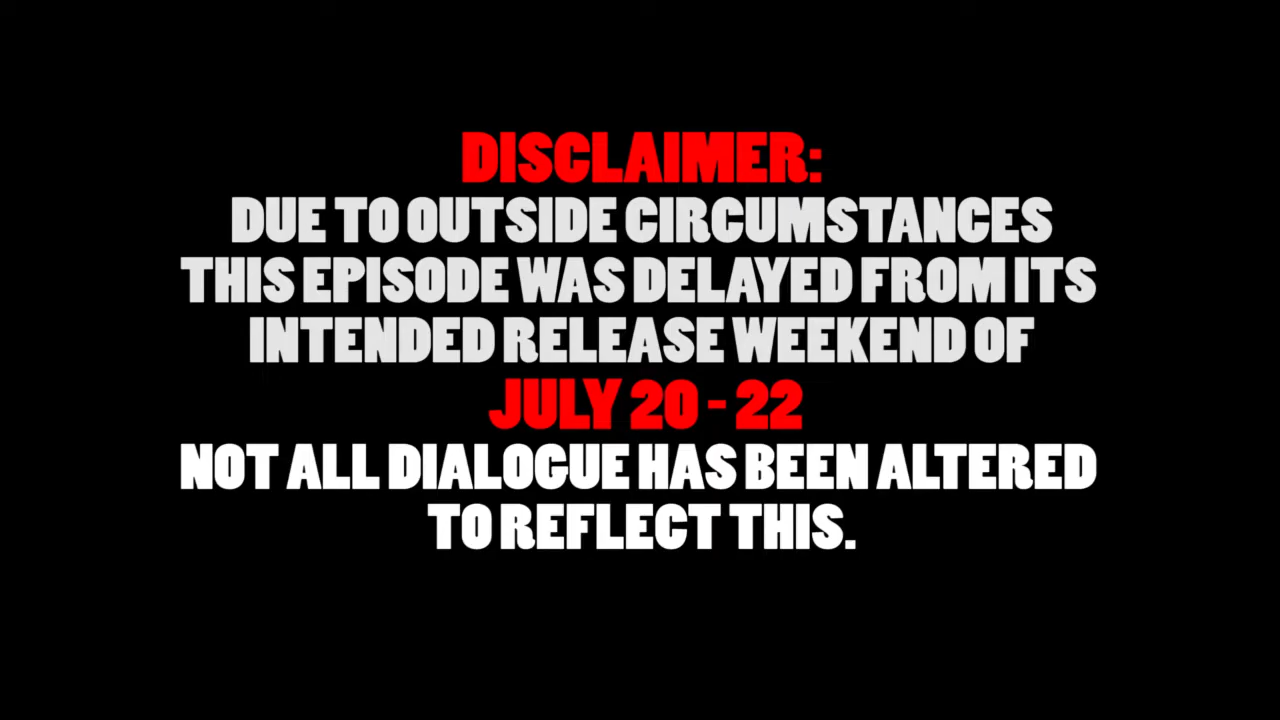 DISCLAIMER:
DUE TO OUTSIDE CIRCUMSTANCES
THIS EPISODE WAS DELAYED FROM ITS
INTENDED RELEASE WEEKEND OF
JULY 20 - 22
NOT ALL DIALOGUE HAS BEEN ALTERED
TO REFLECT THIS.